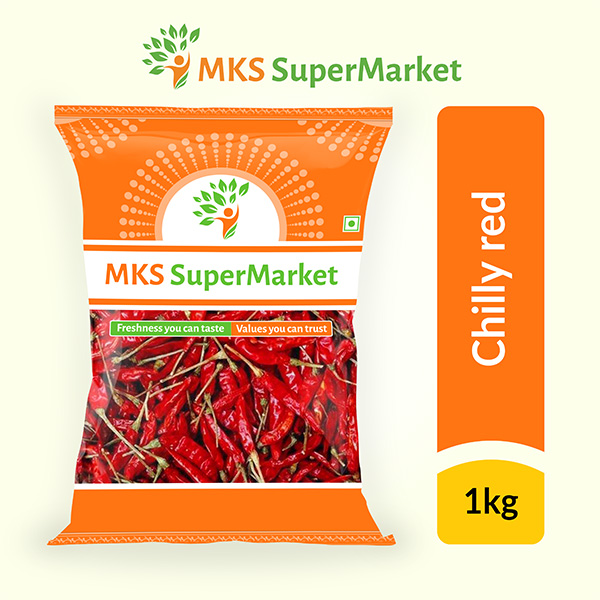 MKS SuperMarket
MKS SuperMarket
Freshness you can taste Values you can trust
Chilly red
1kg